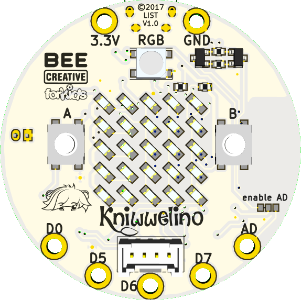 ©2017
LIST
V1.0
3.3V RGB GND
BEE
CREATIVE
for kids
A
B
enable AD
Kniwwelino
D0 AD
D5 D7
D6